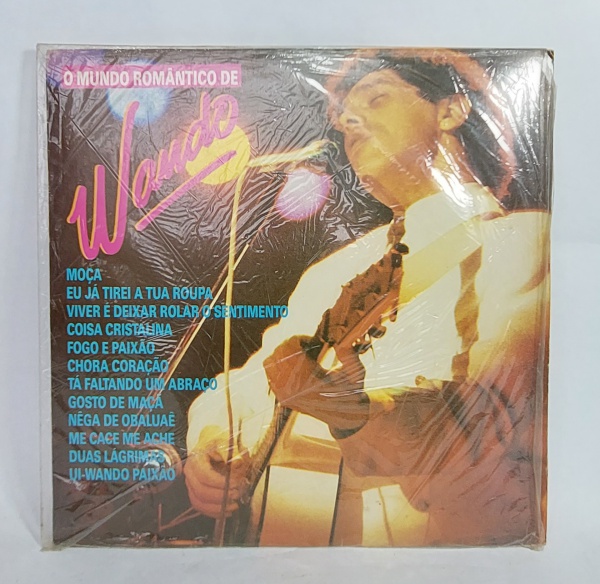 O MUNDO ROMÂNTICO DE
Wando
MOÇA
EU JÁ TIREI A TUA ROUPA
VIVER É DEIXAR ROLAR O SENTIMENTO
COISA CRISTALINA
FOGO E PAIXÃO
CHORA CORAÇÃO
TÁ FALTANDO UM ABRAÇO
GOSTO DE MAÇÃ
NÊGA DE OBALUAÊ
ME CACE ME ACHE
DUAS LÁGRIMAS
UI-WANDO PAIXÃO